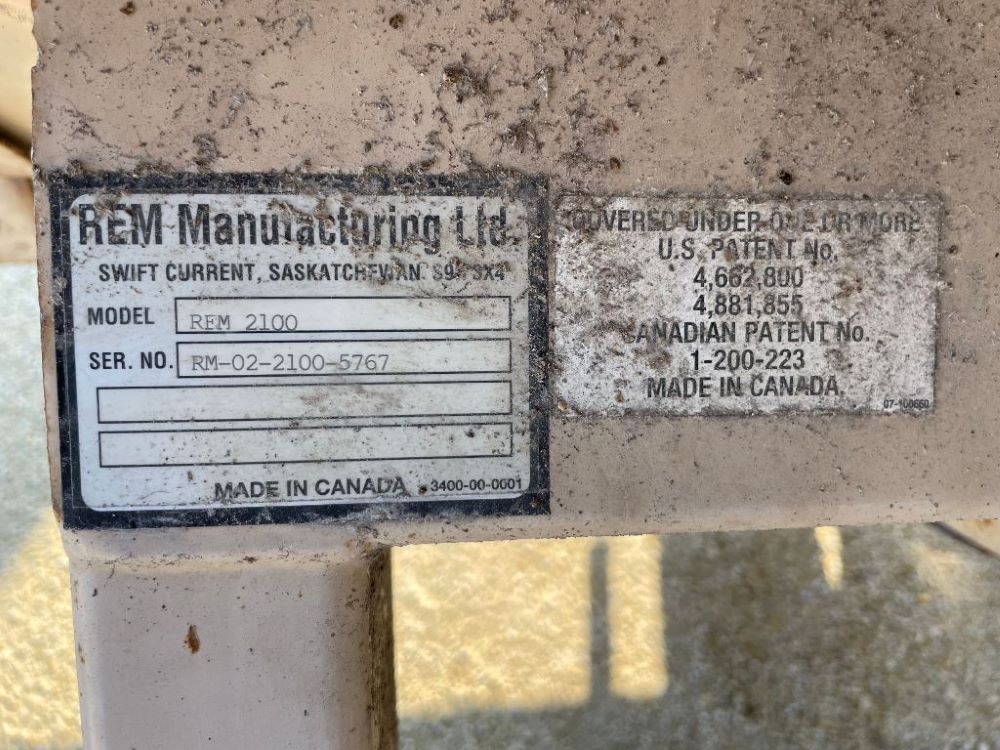 REM Manufacturing Ltd.
SWIFT CURRENT, SASKATCHEWAN. S9H 3X4
MODEL REM 2100
SER. NO. RM-02-2100-5767
MADE IN CANADA 3400-00-0001
COVERED UNDER ONE OR MORE
U.S. PATENT No.
4,662,800
4,881,855
CANADIAN PATENT No.
1-200-223
MADE IN CANADA